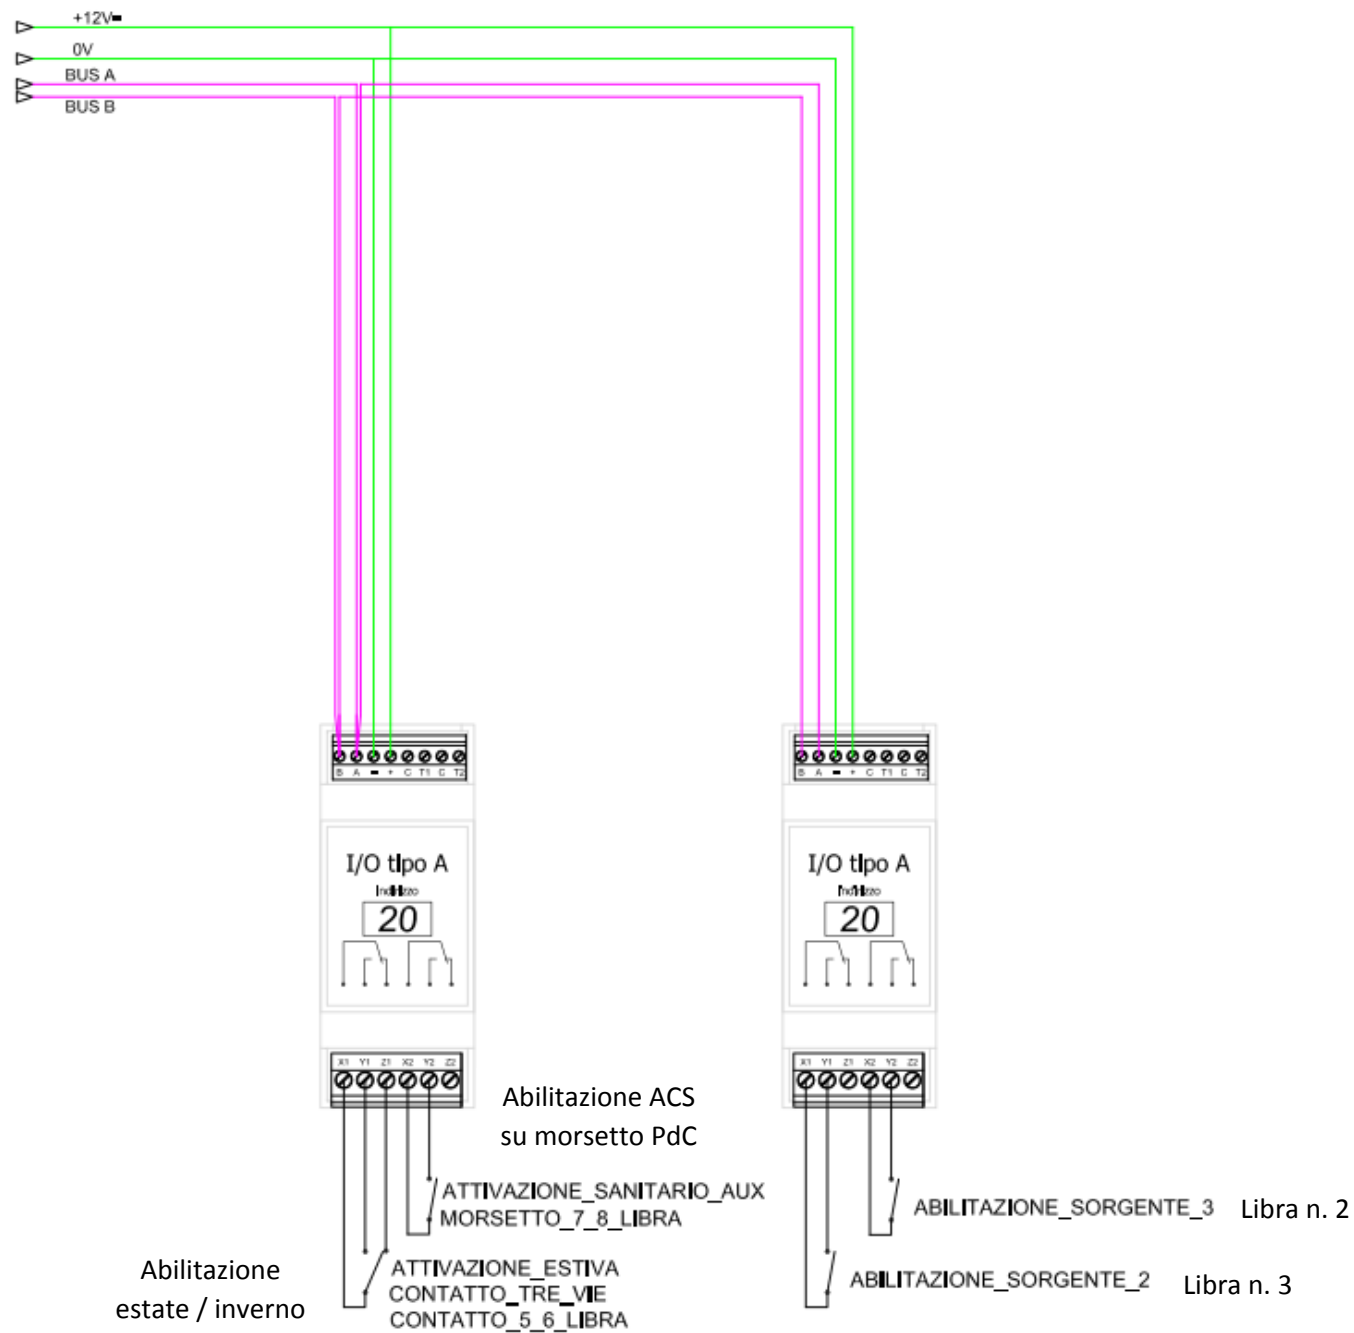 +12V
0V
BUS A
BUS B
B A - + C T1 C T2
B A - + C T1 C T2
I/O tipo A
Indirizzo
20
I/O tipo A
Indirizzo
20
X1 Y1 Z1 X2 Y2 Z2
X1 Y1 Z1 X2 Y2 Z2
Abilitazione ACS
su morsetto PdC
ATTIVAZIONE_SANITARIO_AUX
MORSETTO_7_8_LIBRA
ABILITAZIONE_SORGENTE_3 Libra n. 2
Abilitazione
estate / inverno
ATTIVAZIONE_ESTIVA
CONTATTO_TRE_VIE
CONTATTO_5_6_LIBRA
ABILITAZIONE_SORGENTE_2 Libra n. 3